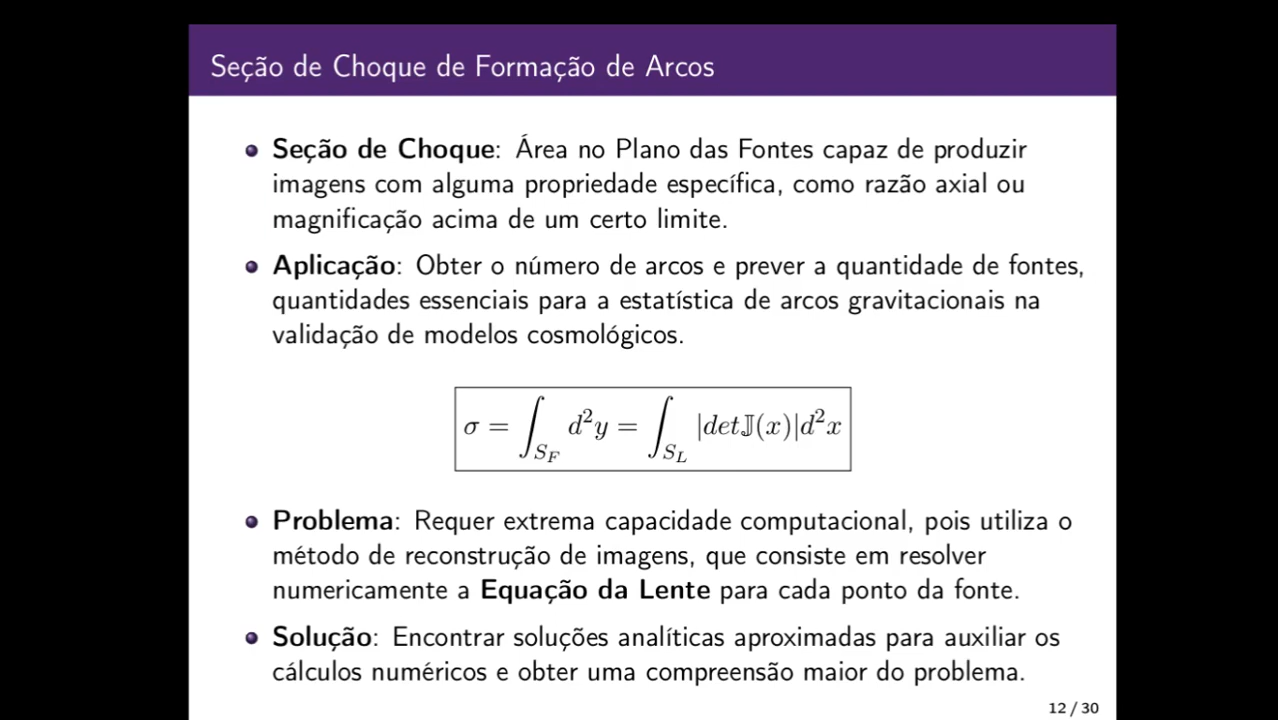 Seção de Choque de Formação de Arcos
Seção de Choque: Área no Plano das Fontes capaz de produzir
imagens com alguma propriedade específica, como razão axial ou
magnificação acima de um certo limite.
Aplicação: Obter o número de arcos e prever a quantidade de fontes,
quantidades essenciais para a estatística de arcos gravitacionais na
validação de modelos cosmológicos.
σ = ∫_{S_F} d²y = ∫_{S_L} |det𝕁(x)|d²x
Problema: Requer extrema capacidade computacional, pois utiliza o
método de reconstrução de imagens, que consiste em resolver
numericamente a Equação da Lente para cada ponto da fonte.
Solução: Encontrar soluções analíticas aproximadas para auxiliar os
cálculos numéricos e obter uma compreensão maior do problema.
12 / 30